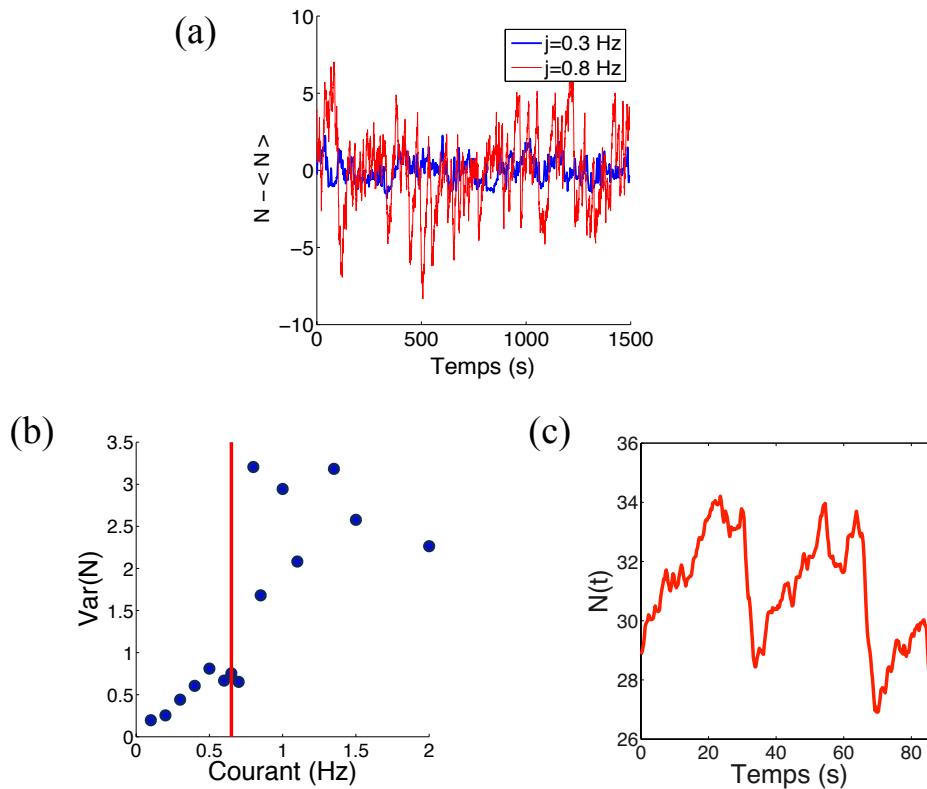 (a)
10
5
0
−5
−10
N − < N >
j=0.3 Hz
j=0.8 Hz
0 500 1000 1500
Temps (s)
(b)
3.5
3
2.5
2
1.5
1
0.5
0
Var(N)
0 0.5 1 1.5 2
Courant (Hz)
(c)
36
34
32
30
28
26
N(t)
0 20 40 60 80
Temps (s)